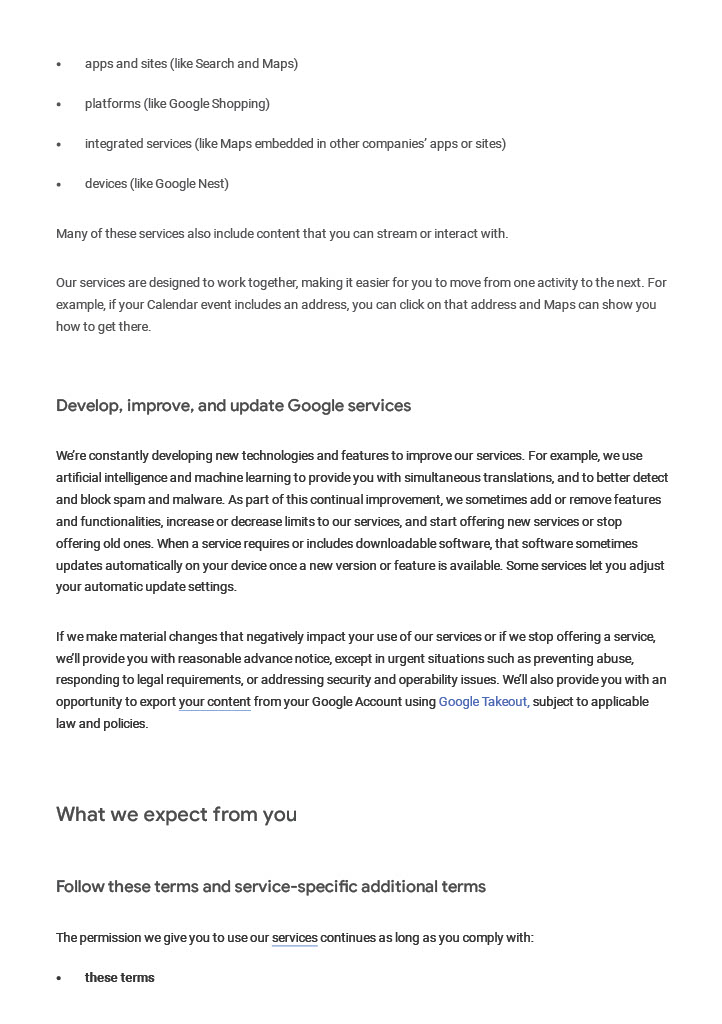 • apps and sites (like Search and Maps)
• platforms (like Google Shopping)
• integrated services (like Maps embedded in other companies’ apps or sites)
• devices (like Google Nest)
Many of these services also include content that you can stream or interact with.
Our services are designed to work together, making it easier for you to move from one activity to the next. For
example, if your Calendar event includes an address, you can click on that address and Maps can show you
how to get there.
Develop, improve, and update Google services
We’re constantly developing new technologies and features to improve our services. For example, we use
artificial intelligence and machine learning to provide you with simultaneous translations, and to better detect
and block spam and malware. As part of this continual improvement, we sometimes add or remove features
and functionalities, increase or decrease limits to our services, and start offering new services or stop
offering old ones. When a service requires or includes downloadable software, that software sometimes
updates automatically on your device once a new version or feature is available. Some services let you adjust
your automatic update settings.
If we make material changes that negatively impact your use of our services or if we stop offering a service,
we’ll provide you with reasonable advance notice, except in urgent situations such as preventing abuse,
responding to legal requirements, or addressing security and operability issues. We’ll also provide you with an
opportunity to export your content from your Google Account using Google Takeout, subject to applicable
law and policies.
What we expect from you
Follow these terms and service-specific additional terms
The permission we give you to use our services continues as long as you comply with:
• these terms